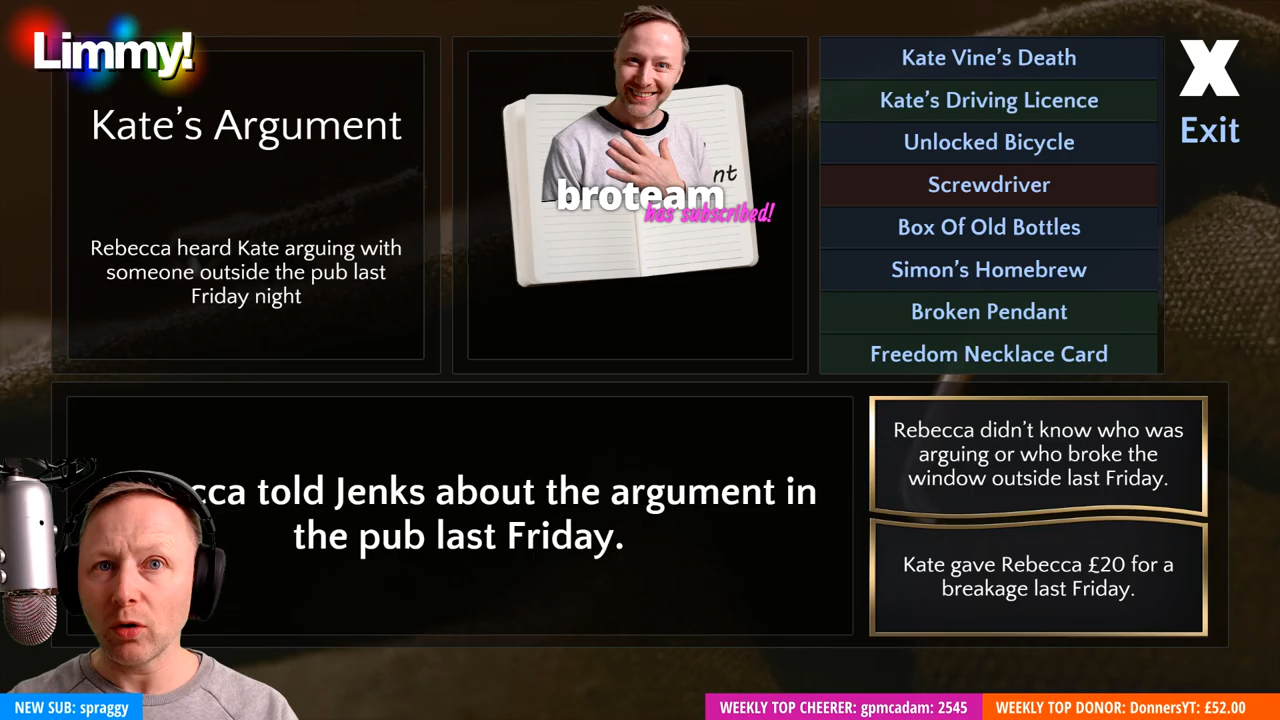 Limmy!
Kate's Argument
Rebecca heard Kate arguing with
someone outside the pub last
Friday night
nt
broteam
has subscribed!
Kate Vine's Death
Kate's Driving Licence
Unlocked Bicycle
Screwdriver
Box Of Old Bottles
Simon's Homebrew
Broken Pendant
Freedom Necklace Card
X
Exit
cca told Jenks about the argument in
the pub last Friday.
Rebecca didn't know who was
arguing or who broke the
window outside last Friday.
Kate gave Rebecca £20 for a
breakage last Friday.
NEW SUB: spraggy
WEEKLY TOP CHEERER: gpmcadam: 2545
WEEKLY TOP DONOR: DonnersYT: £52.00